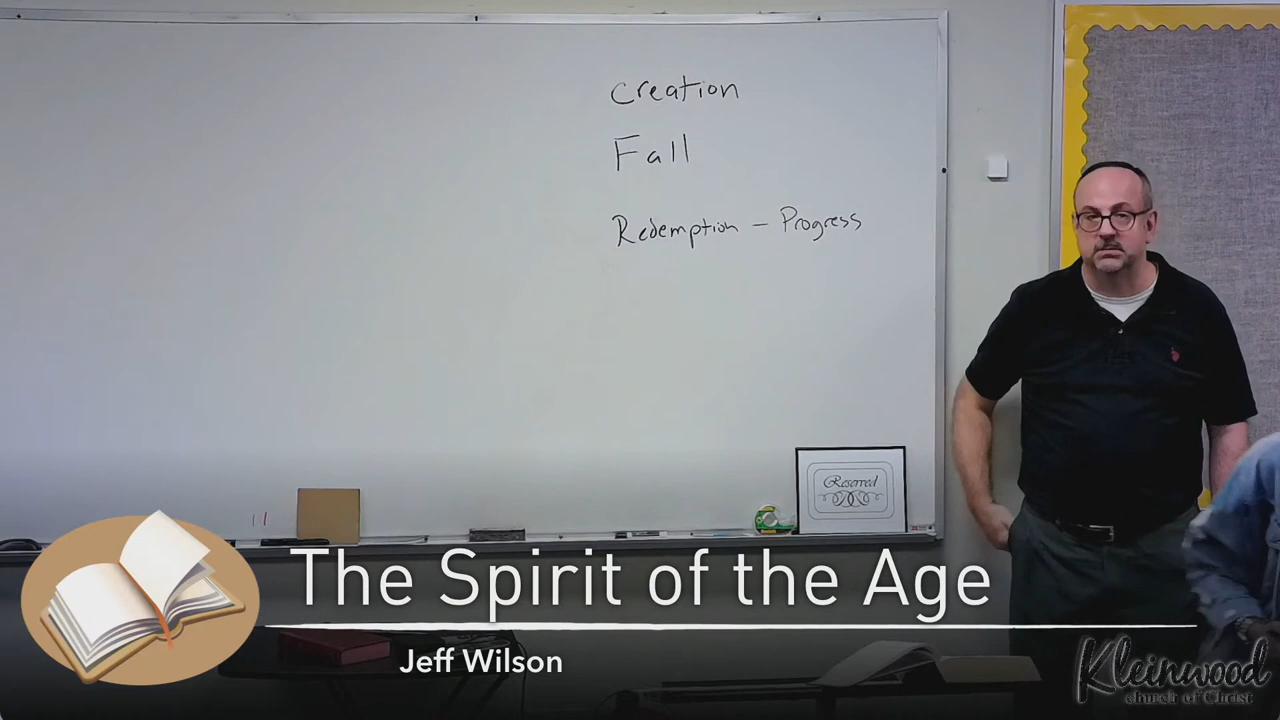 Creation
Fall
Redemption - Progress
Reserved
The Spirit of the Age
Jeff Wilson
Kleinwood
church of Christ